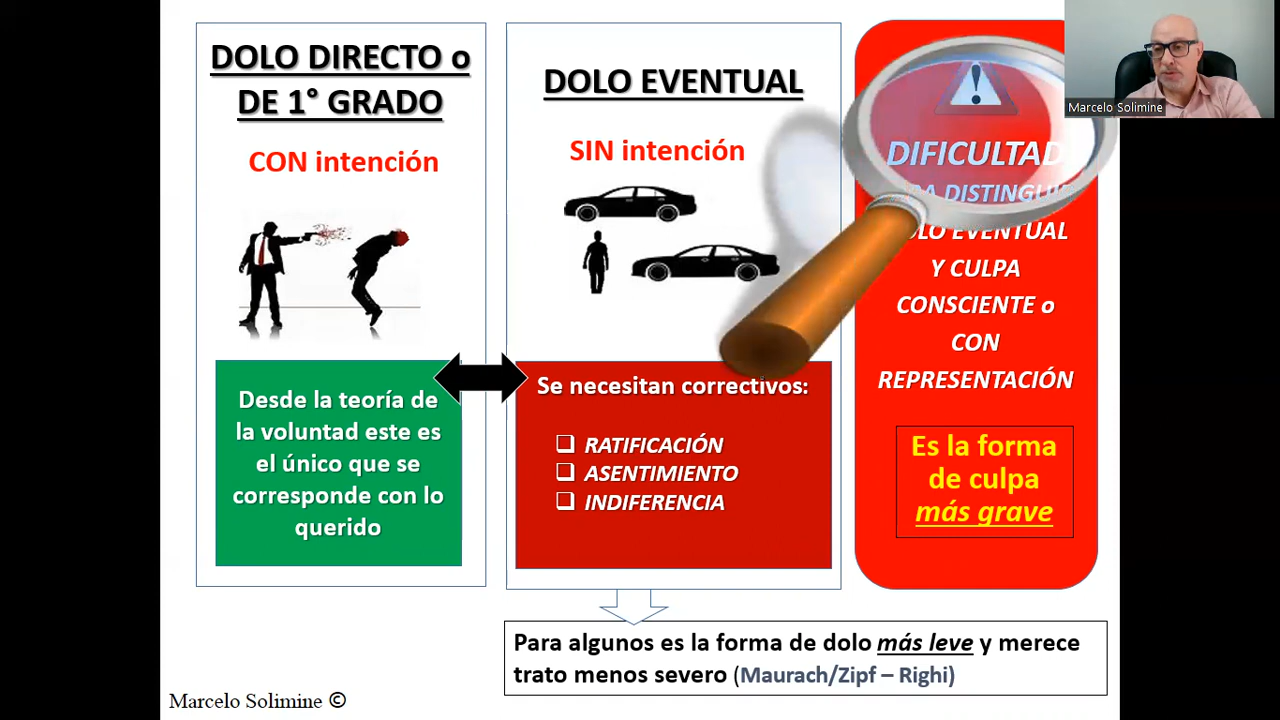 DOLO DIRECTO o
DE 1° GRADO
CON intención
Desde la teoría de
la voluntad este es
el único que se
corresponde con lo
querido
DOLO EVENTUAL
SIN intención
Se necesitan correctivos:
❑ RATIFICACIÓN
❑ ASENTIMIENTO
❑ INDIFERENCIA
DIFICULTAD
DISTINGUI
OLO EVENTUAL
Y CULPA
CONSCIENTE o
CON
REPRESENTACIÓN
Es la forma
de culpa
más grave
Para algunos es la forma de dolo más leve y merece
trato menos severo (Maurach/Zipf – Righi)
Marcelo Solimine ©
Marcelo Solimine